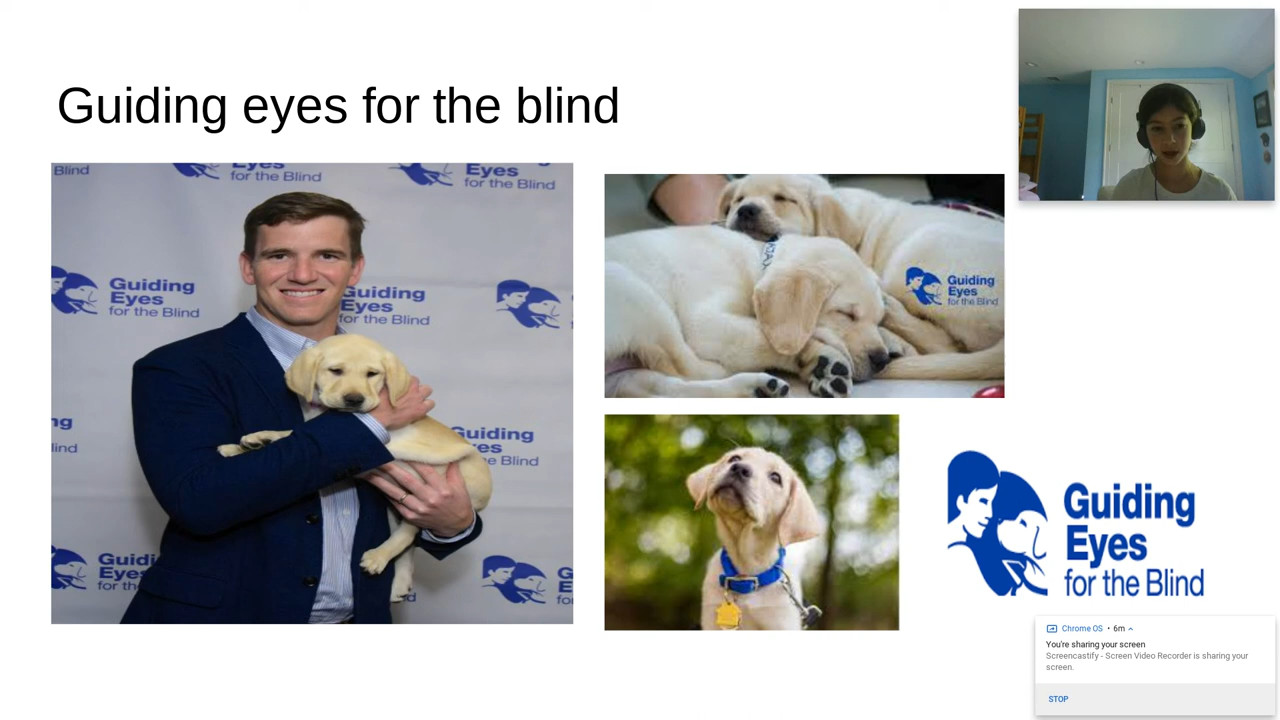 Guiding eyes for the blind
Blind
Eyes
for the Blind
Eyes
for the Blind
Guiding
Eyes
for the Blind
Guiding
Eyes
for the Blind
Guiding
Eyes
for the Blind
Guiding
Eyes
for the Blind
Guiding
Eyes
for the Blind
Chrome OS • 6m
You're sharing your screen
Screencastify - Screen Video Recorder is sharing your
screen.
STOP